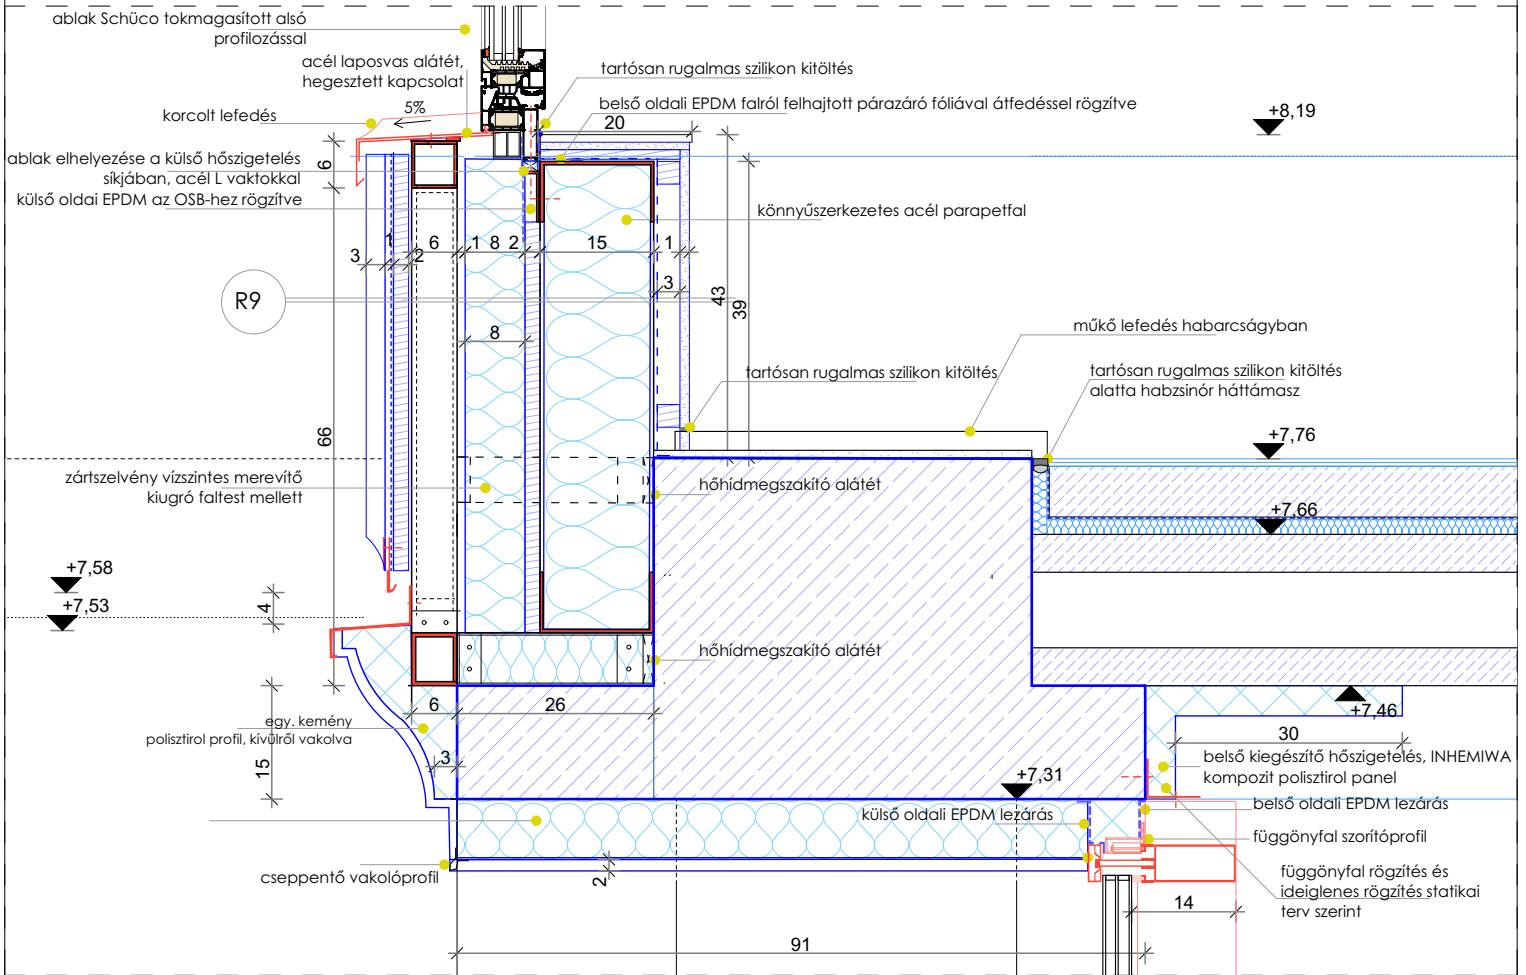 ablak Schüco tokmagasított alsó
profilozással
acél laposvas alátét,
hegesztett kapcsolat
korcolt lefedés
5%
tartósan rugalmas szilikon kitöltés
belső oldali EPDM falról felhajtott párazáró fóliával átfedéssel rögzítve
20
+8,19
6
ablak elhelyezése a külső hőszigetelés
síkjában, acél L vaktokkal
külső oldai EPDM az OSB-hez rögzítve
könnyűszerkezetes acél parapetfal
3
1
2
6
1
8
2
15
1
3
R9
43
39
8
műkő lefedés habarcságyban
tartósan rugalmas szilikon kitöltés
tartósan rugalmas szilikon kitöltés
alatta habzsinór háttámasz
66
+7,76
zártszelvény vízszintes merevítő
kiugró faltest mellett
hőhídmegszakító alátét
+7,66
+7,58
+7,53
4
hőhídmegszakító alátét
6
26
+7,46
egy. kemény
polisztirol profil, kívülről vakolva
30
15
3
belső kiegészítő hőszigetelés, INHEMIWA
kompozit polisztirol panel
+7,31
külső oldali EPDM lezárás
belső oldali EPDM lezárás
függönyfal szorítóprofil
cseppentő vakolóprofil
2
függönyfal rögzítés és
ideiglenes rögzítés statikai
terv szerint
14
91